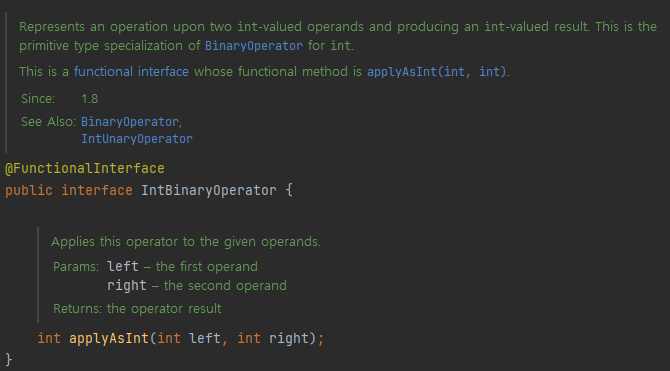 Represents an operation upon two int-valued operands and producing an int-valued result. This is the
primitive type specialization of BinaryOperator for int.
This is a functional interface whose functional method is applyAsInt(int, int).
Since: 1.8
See Also: BinaryOperator,
IntUnaryOperator
@FunctionalInterface
public interface IntBinaryOperator {
Applies this operator to the given operands.
Params: left – the first operand
right – the second operand
Returns: the operator result
int applyAsInt(int left, int right);
}